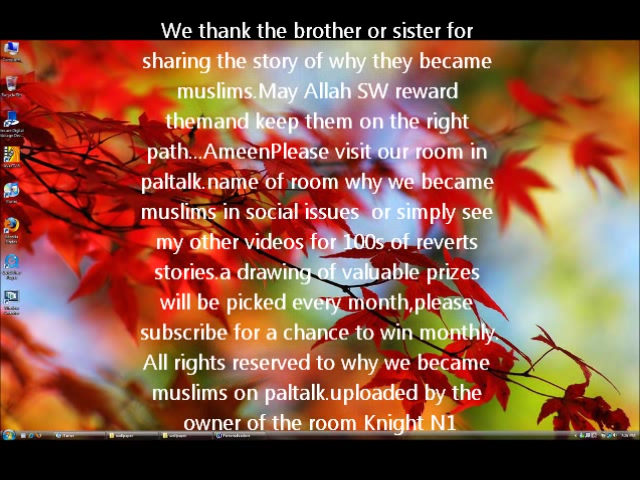 We thank the brother or sister for
sharing the story of why they became
muslims.May Allah SW reward
themand keep them on the right
path...AmeenPlease visit our room in
paltalk.name of room why we became
muslims in social issues  or simply see
my other videos for 100s of reverts
stories.a drawing of valuable prizes
will be picked every month,please
subscribe for a chance to win monthly.
All rights reserved to why we became
muslims on paltalk.uploaded by the
owner of the room Knight N1